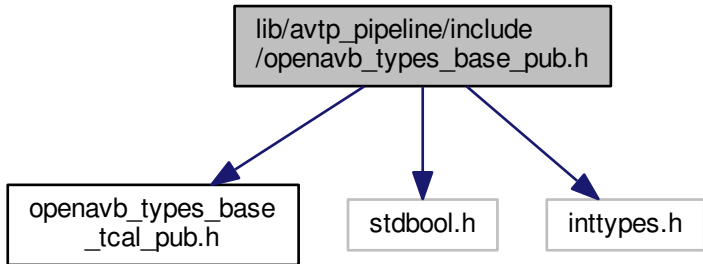 lib/avtp_pipeline/include
/openavb_types_base_pub.h
openavb_types_base
_tcal_pub.h
stdbool.h
inttypes.h